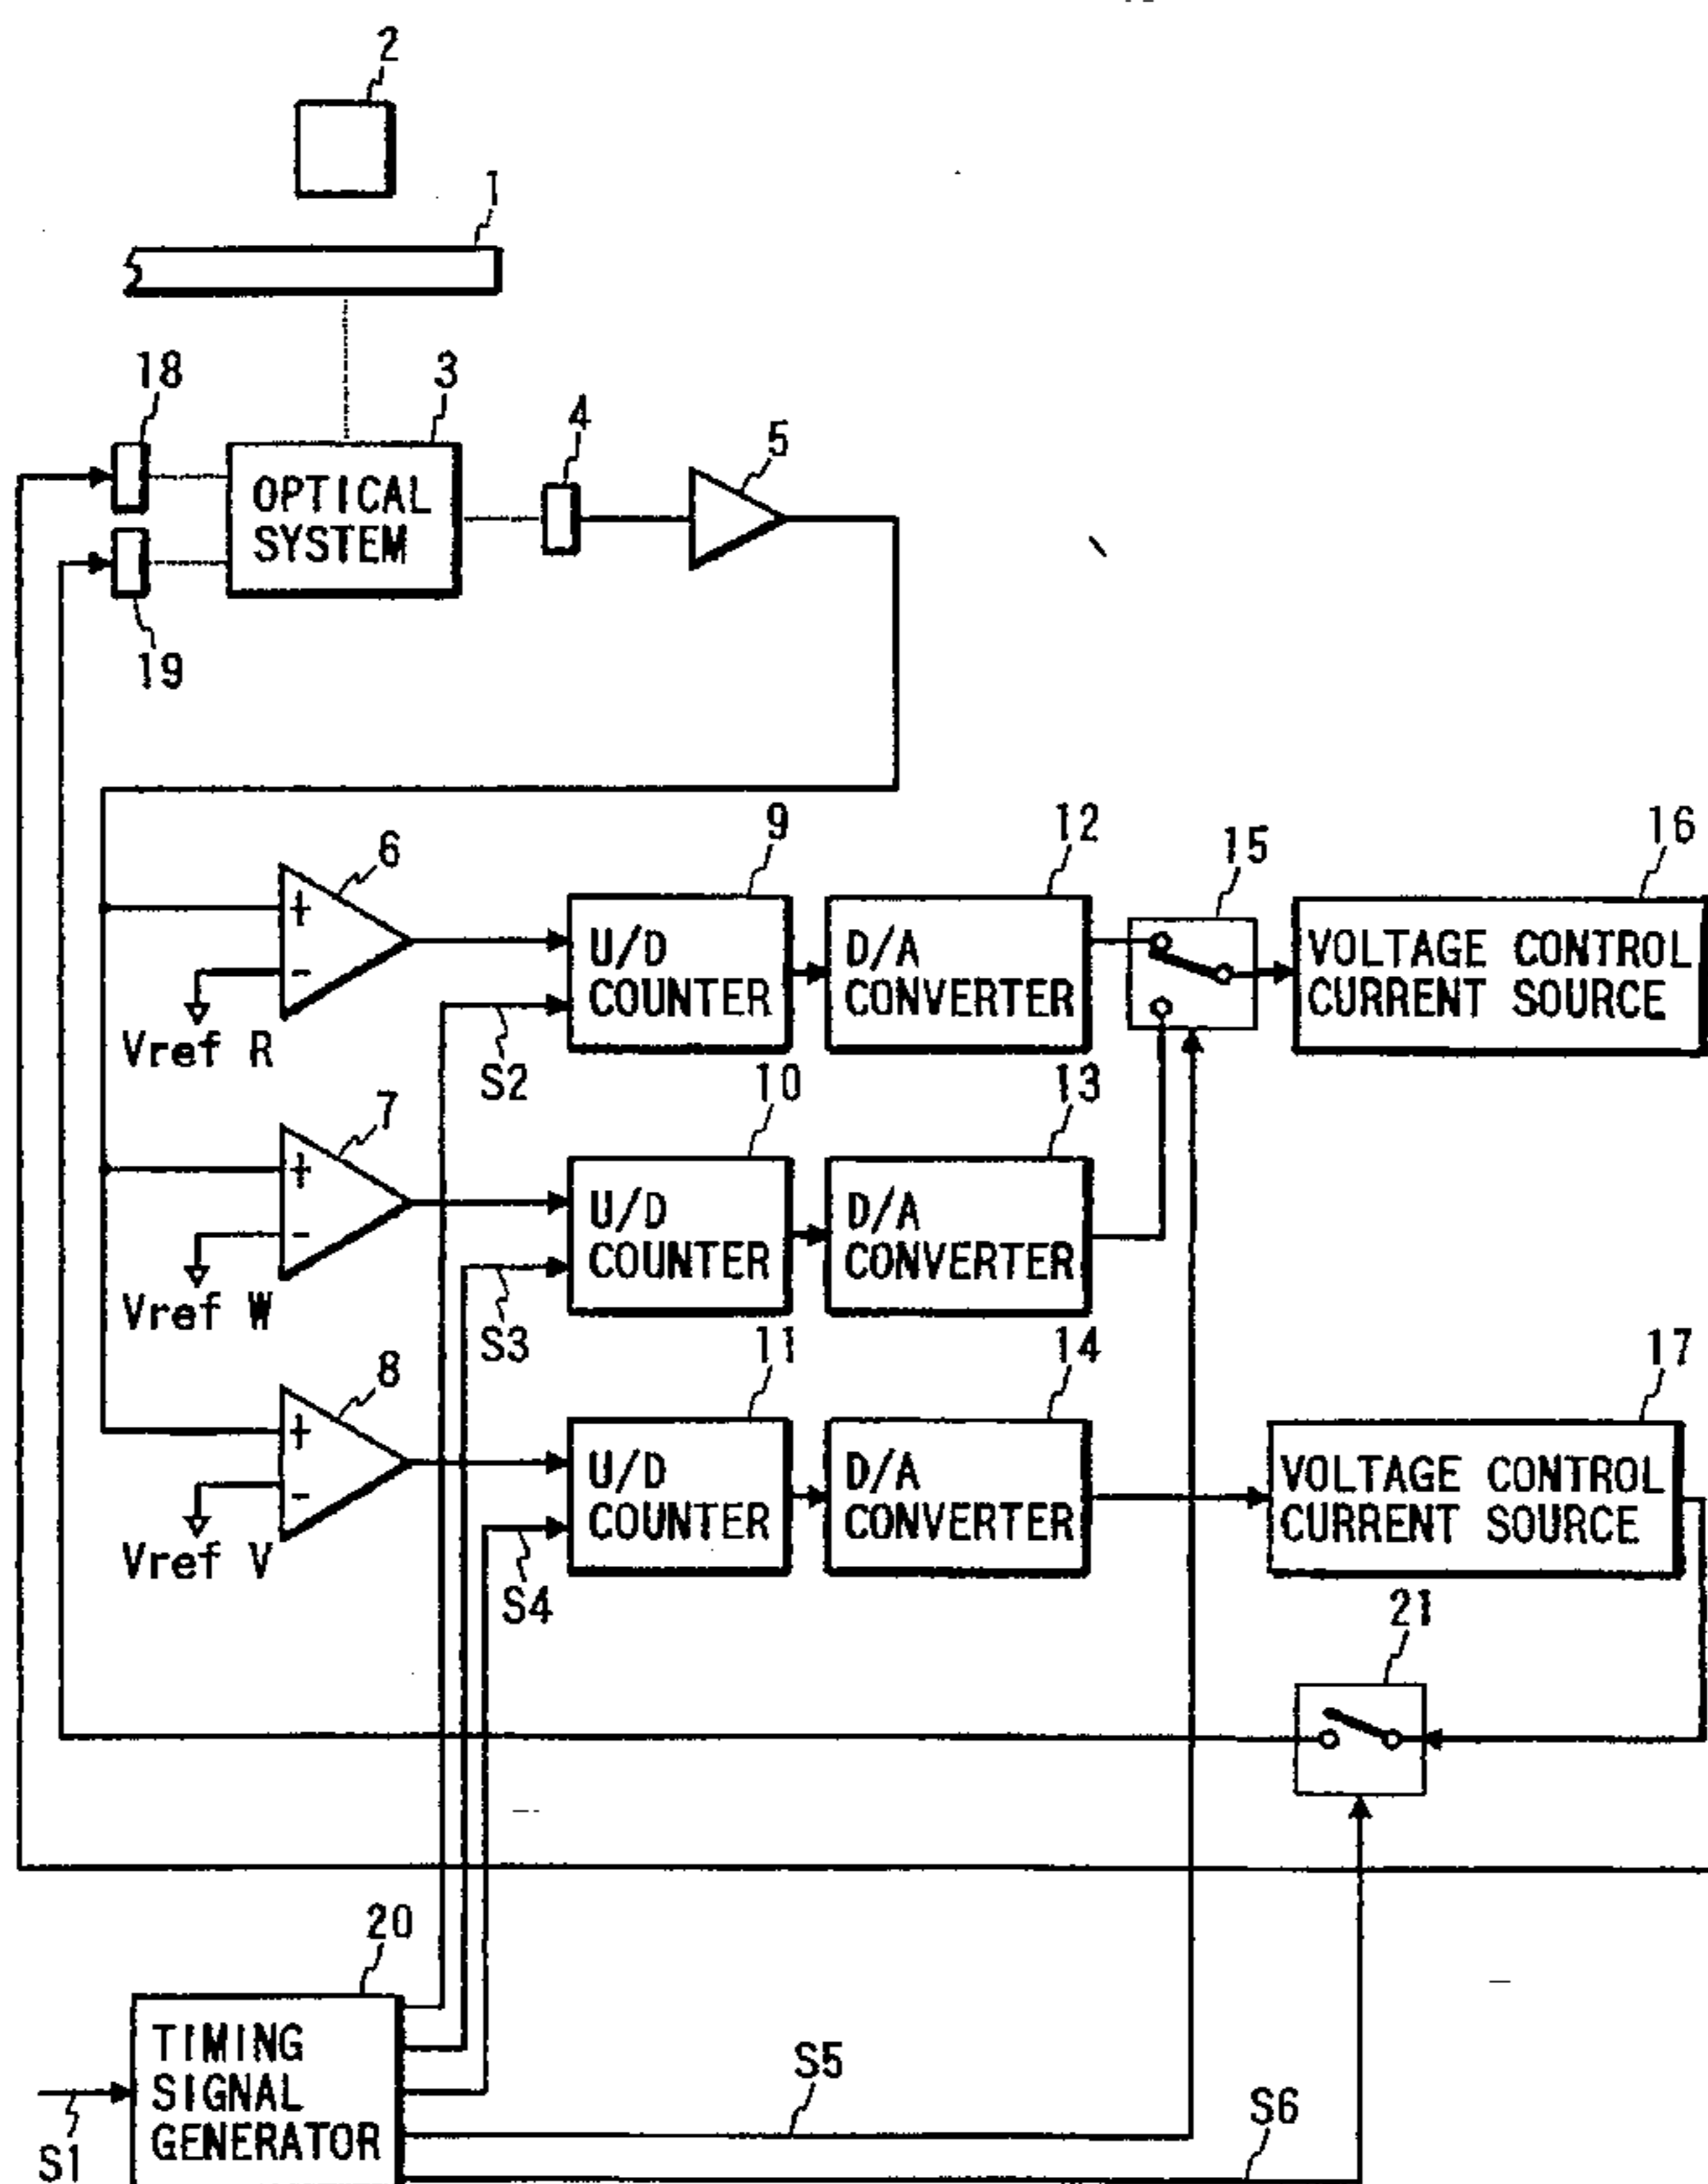 2
1
18
3
4
5
OPTICAL
SYSTEM
19
6
9
12
15
16
+
-
Vref R
U/D
COUNTER
D/A
CONVERTER
VOLTAGE CONTROL
CURRENT SOURCE
S2
7
10
13
+
-
Vref W
U/D
COUNTER
D/A
CONVERTER
S3
8
11
14
17
+
-
Vref V
U/D
COUNTER
D/A
CONVERTER
VOLTAGE CONTROL
CURRENT SOURCE
S4
21
20
TIMING
SIGNAL
GENERATOR
S1
S5
S6